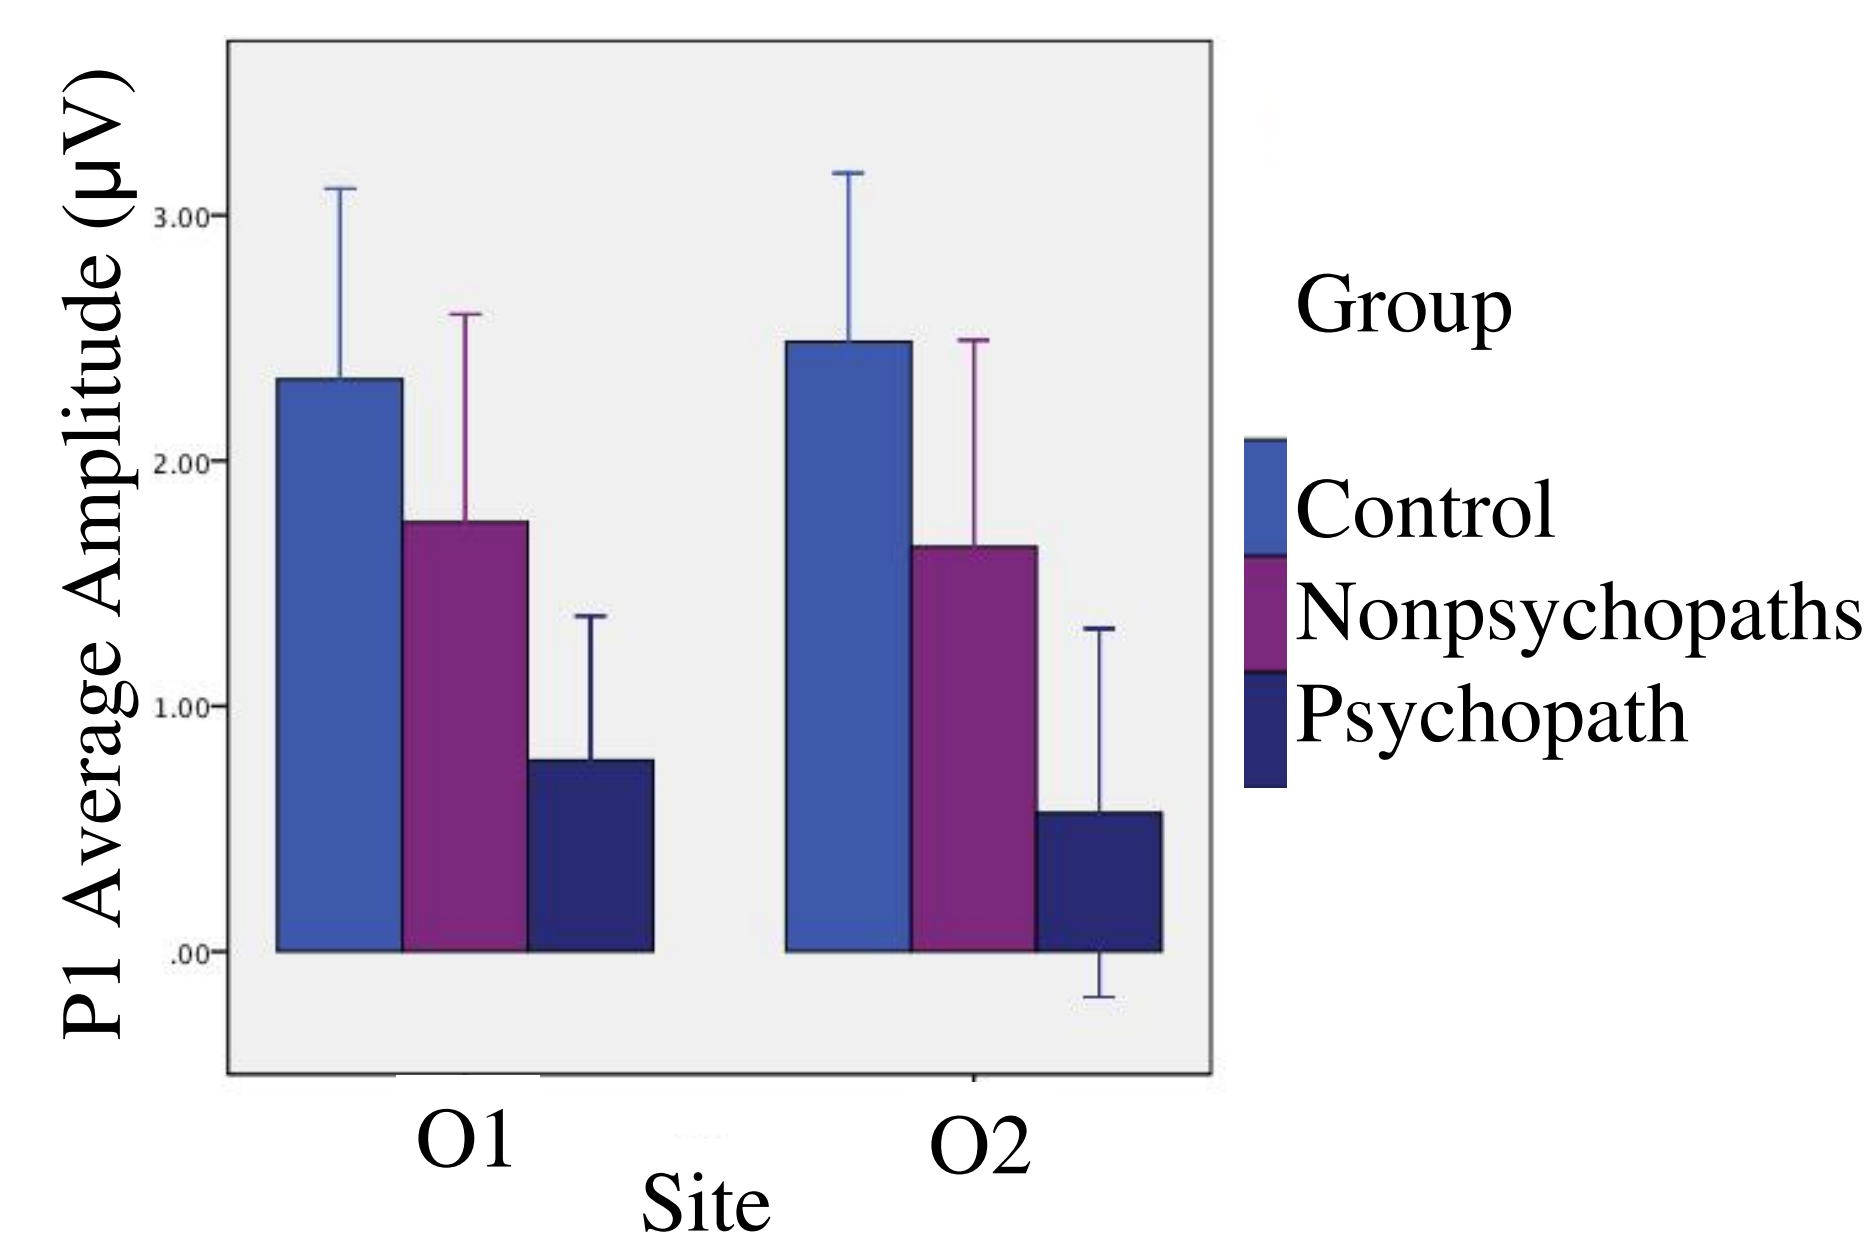 P1 Average Amplitude (µV)
3.00
2.00
1.00
.00
O1
O2
Site
Group
Control
Nonpsychopaths
Psychopath